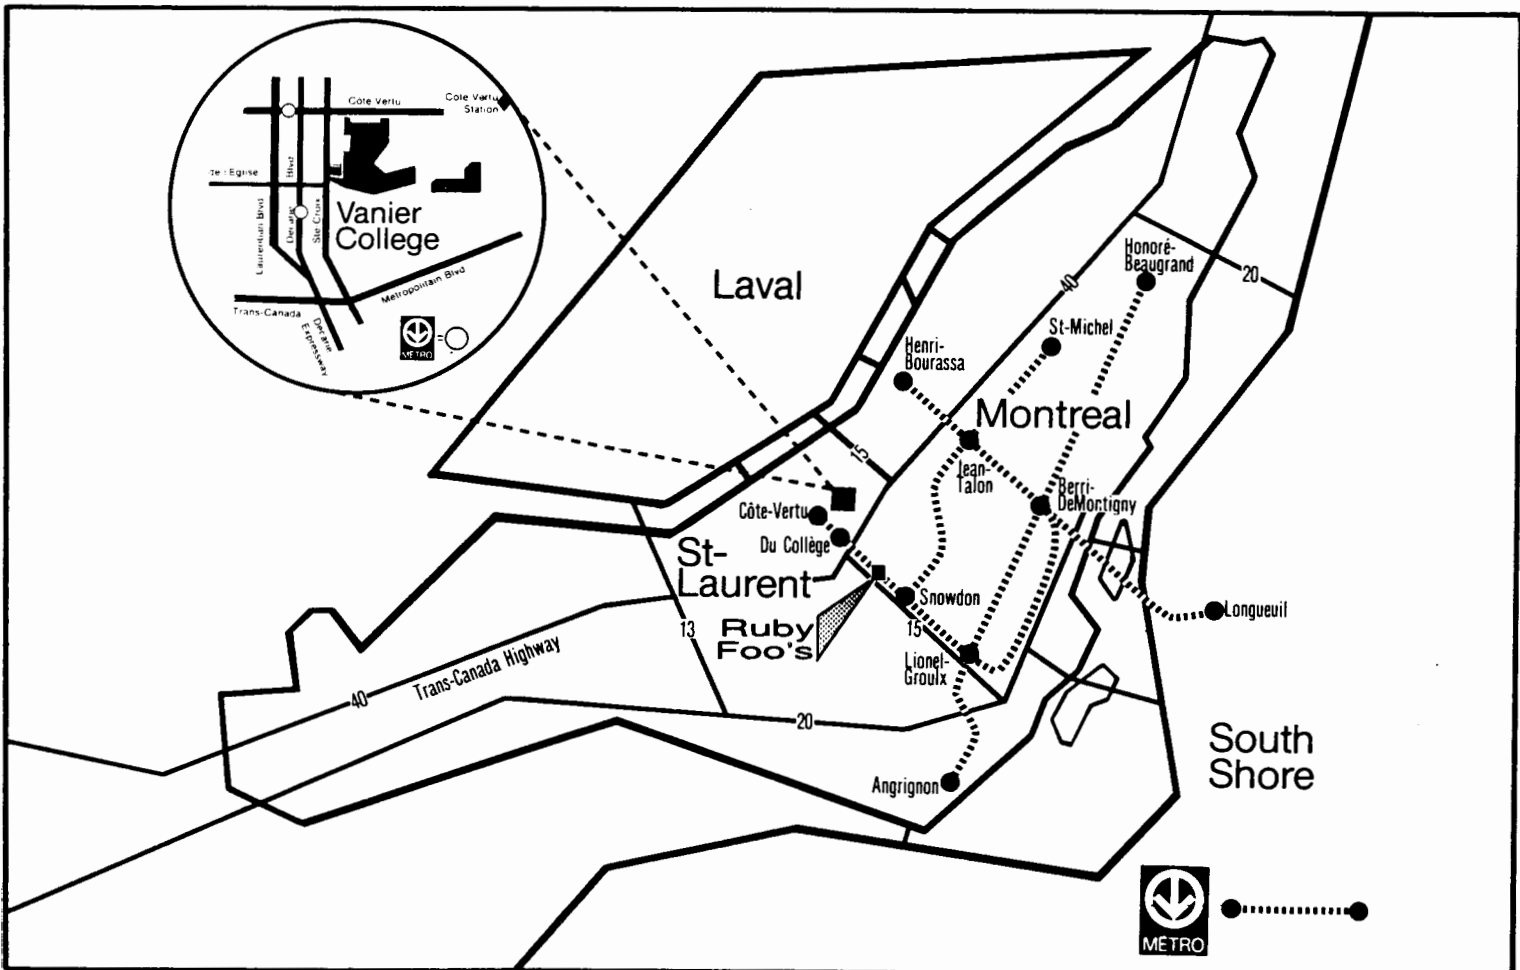 Côte Vertu
Cote Vertu
Station
Blvd
Laurentian Blvd
Decarie
Ste-Croix
Vanier
College
Metropolitain Blvd
Trans-Canada
Decarie
Expressway
MÉTRO
=
Laval
40
Honoré-
Beaugrand
20
St-Michel
Henri-
Bourassa
Montreal
15
Jean-
Talon
Berri-
DeMontigny
Côte-Vertu
Du Collège
St-
Laurent
Snowdon
Longueuil
13
Ruby
Foo's
15
Lionel-
Groulx
Trans-Canada Highway
40
20
South
Shore
Angrignon
MÉTRO